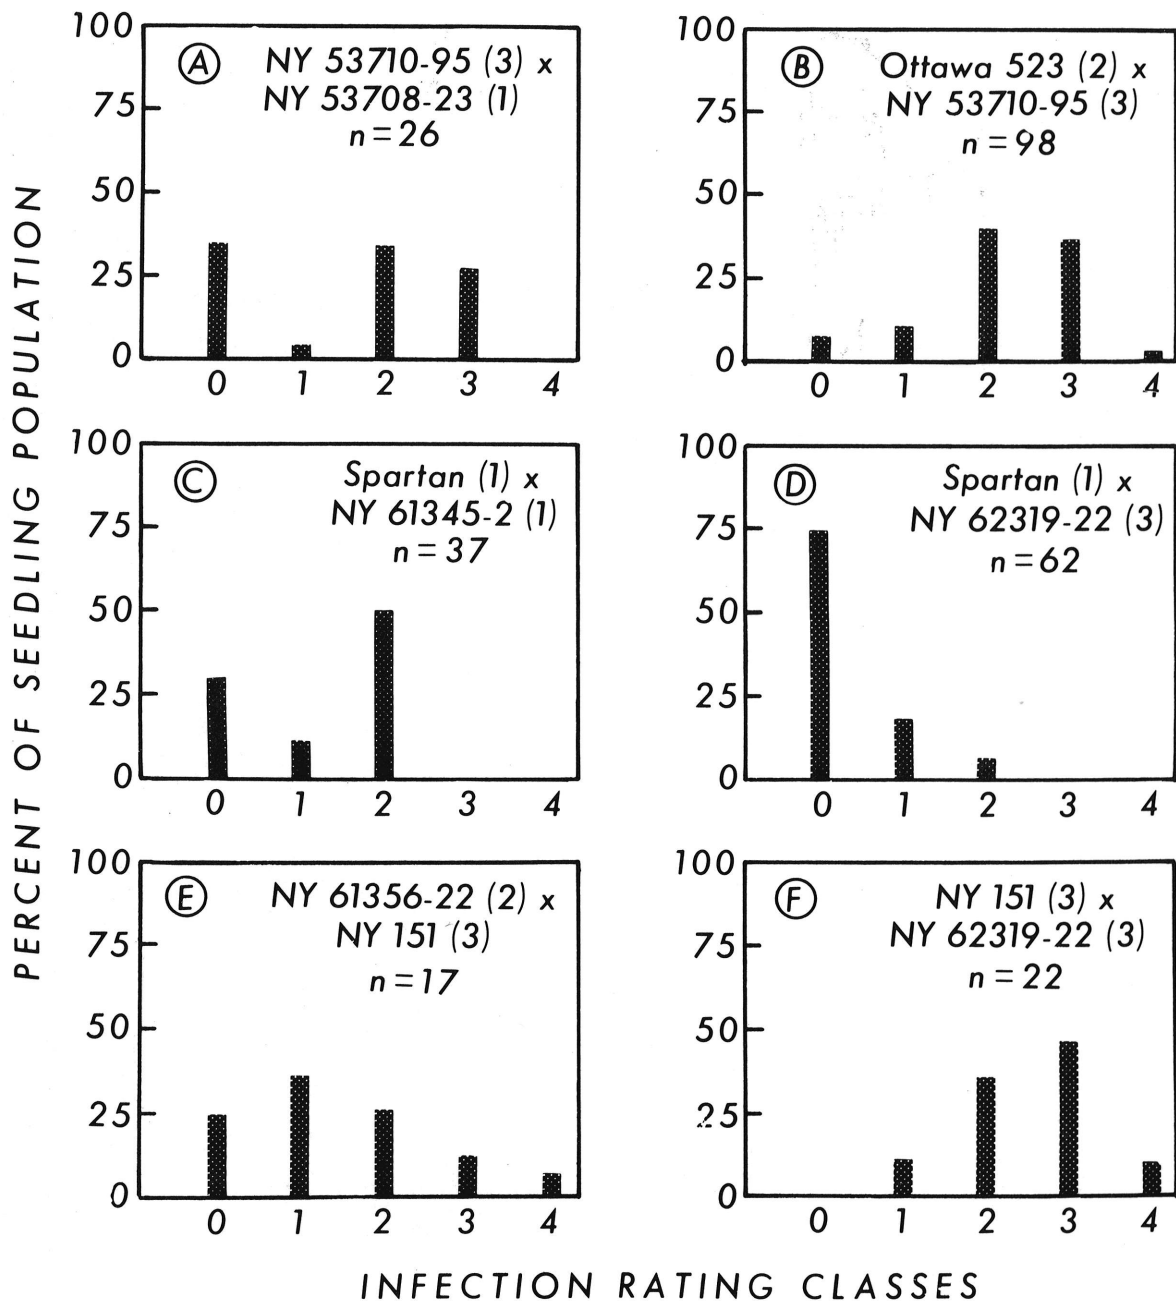 PERCENT OF SEEDLING POPULATION
100
75
50
25
0
Ⓐ NY 53710-95 (3) x
NY 53708-23 (1)
n = 26
0 1 2 3 4
100
75
50
25
0
Ⓑ Ottawa 523 (2) x
NY 53710-95 (3)
n = 98
0 1 2 3 4
100
75
50
25
0
Ⓒ Spartan (1) x
NY 61345-2 (1)
n = 37
0 1 2 3 4
100
75
50
25
0
Ⓓ Spartan (1) x
NY 62319-22 (3)
n = 62
0 1 2 3 4
100
75
50
25
0
Ⓔ NY 61356-22 (2) x
NY 151 (3)
n = 17
0 1 2 3 4
100
75
50
25
0
Ⓕ NY 151 (3) x
NY 62319-22 (3)
n = 22
0 1 2 3 4
INFECTION RATING CLASSES